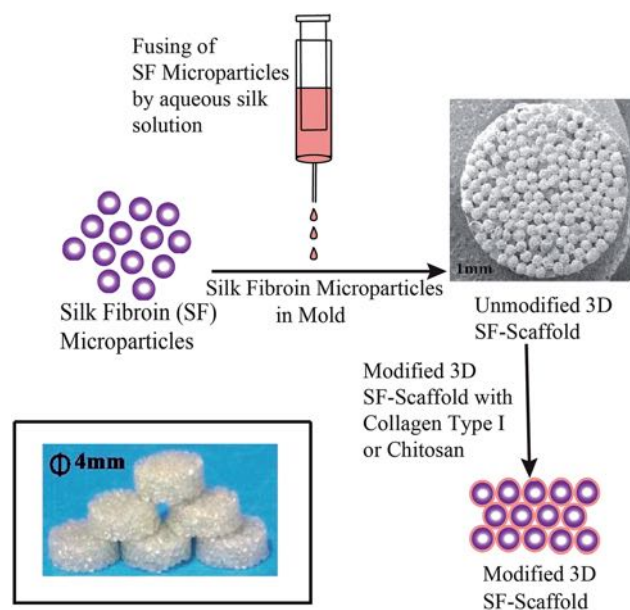 Fusing of
SF Microparticles
by aqueous silk
solution
1mm
Silk Fibroin (SF)
Microparticles
Silk Fibroin Microparticles
in Mold
Unmodified 3D
SF-Scaffold
Modified 3D
SF-Scaffold with
Collagen Type I
or Chitosan
Φ 4mm
Modified 3D
SF-Scaffold